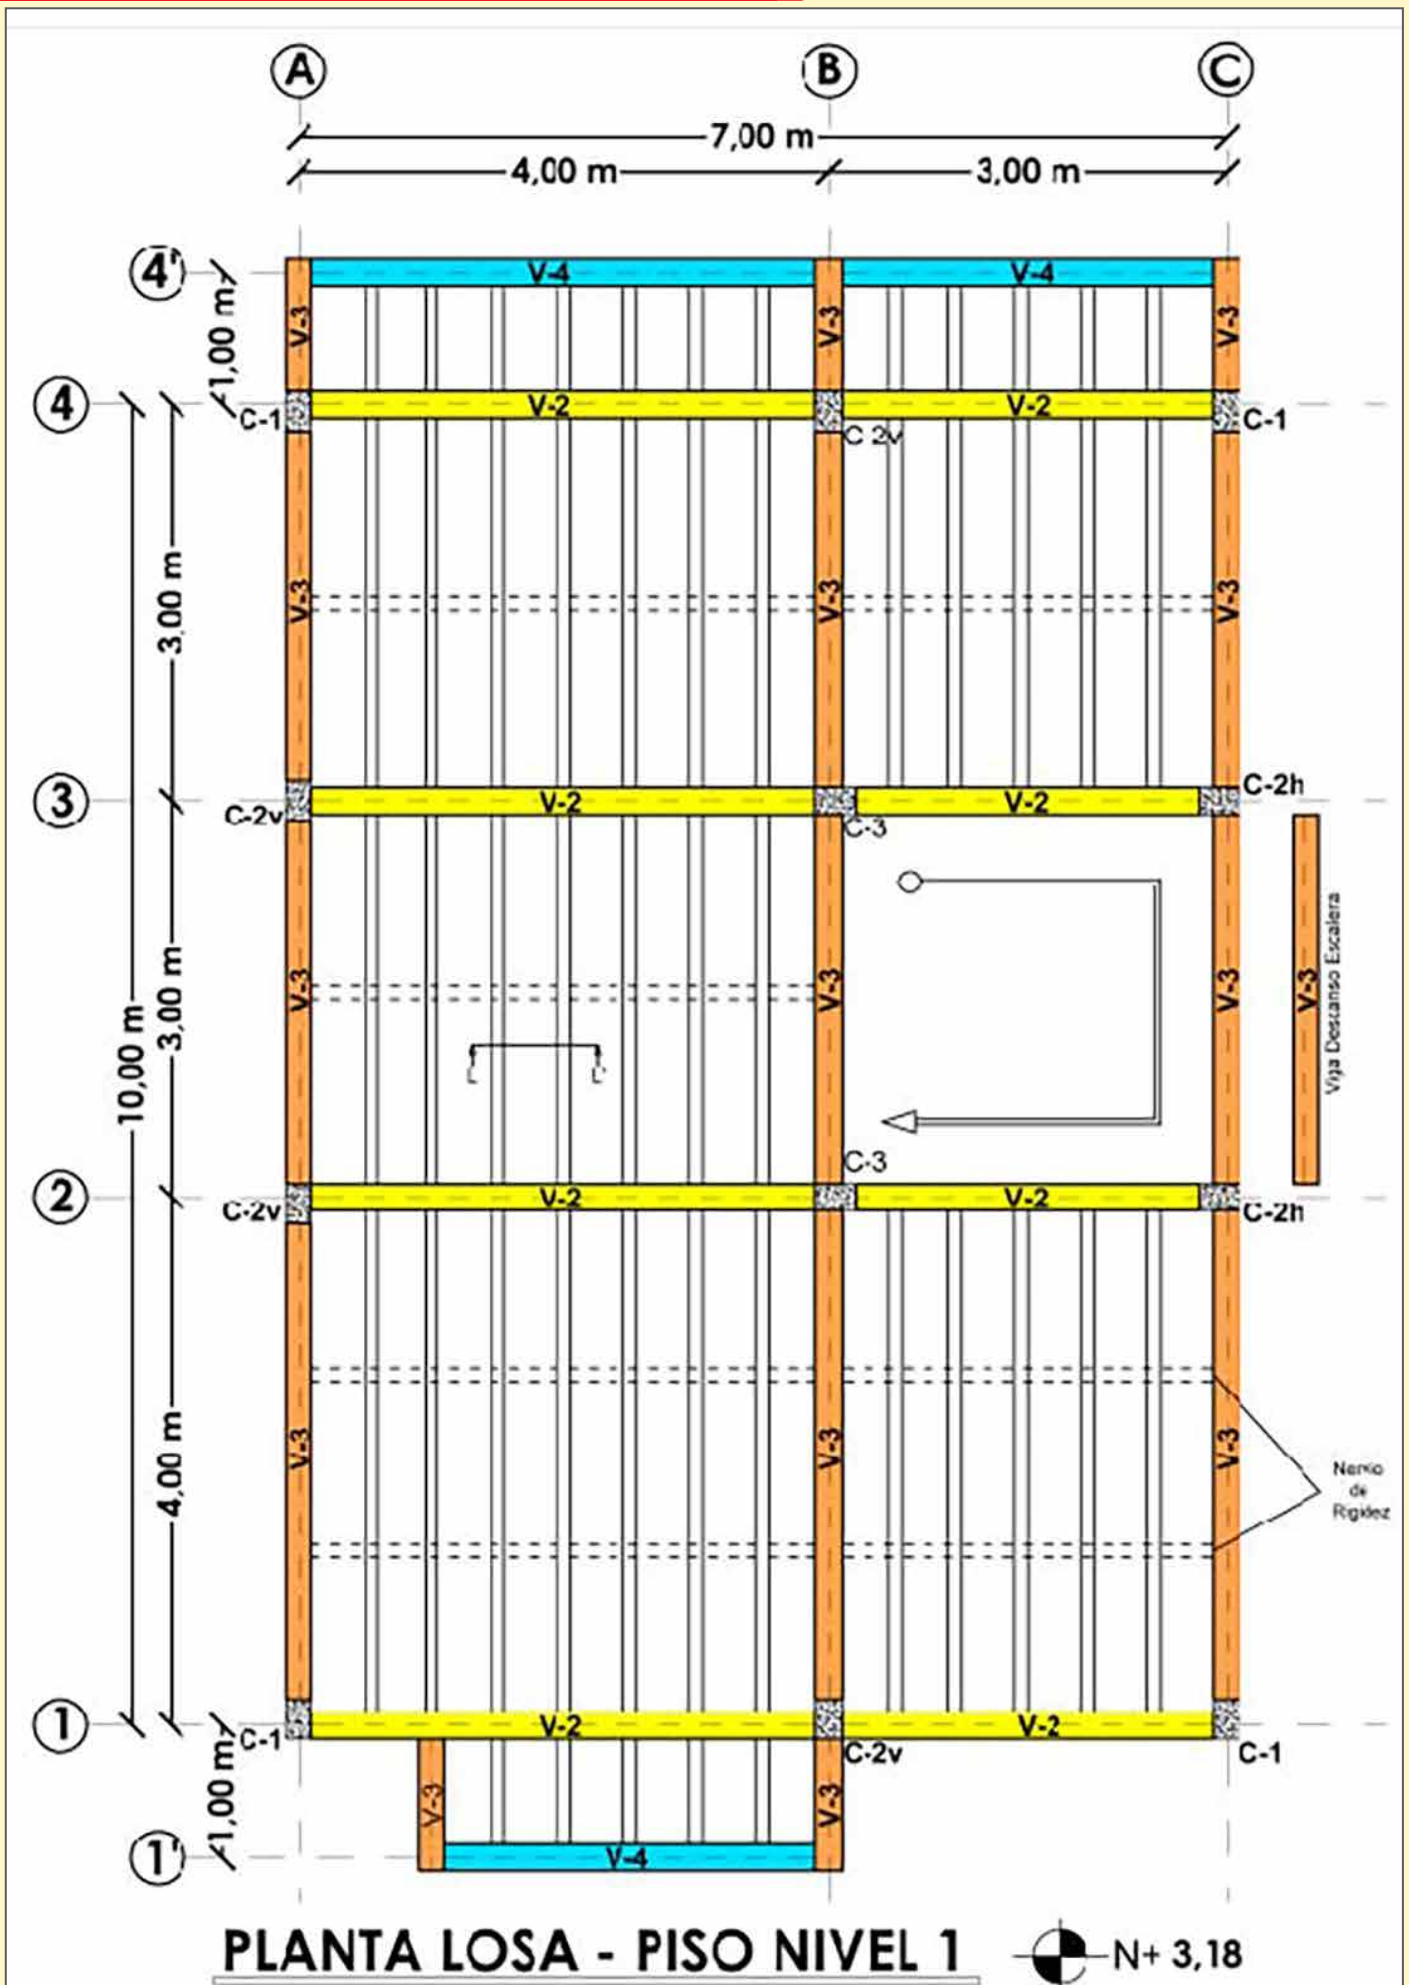 A B C
7,00 m
4,00 m 3,00 m
4' V-4 V-4
1,00 m V-3 V-3 V-3
4 V-2 V-2
C-1 C-2v C-1
3,00 m V-3 V-3 V-3
3 V-2 V-2 C-2h
C-2v C-3
10,00 m 3,00 m V-3 V-3 V-3 V-3 Viga Descanso Escalera
C-3
2 V-2 V-2
C-2v C-2h
4,00 m V-3 V-3 V-3
Nervio
de
Rigidez
1 V-2 V-2
C-1 C-2v C-1
1,00 m V-3 V-3
1' V-4
PLANTA LOSA - PISO NIVEL 1 N+ 3,18